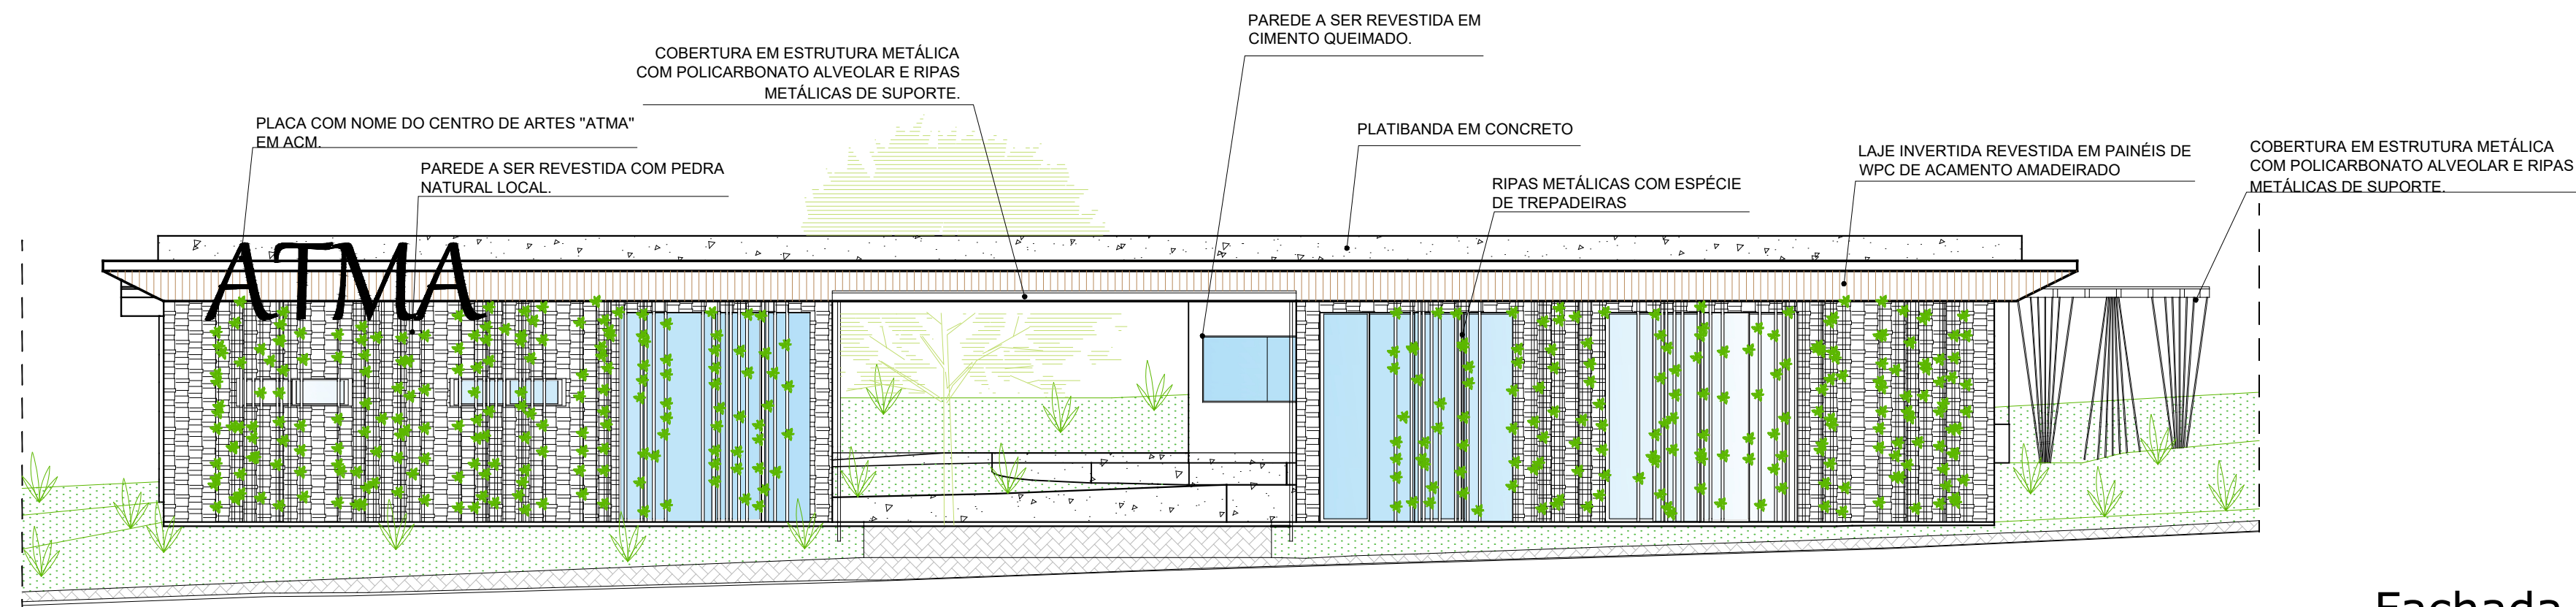 PAREDE A SER REVESTIDA EM
CIMENTO QUEIMADO.
COBERTURA EM ESTRUTURA METÁLICA
COM POLICARBONATO ALVEOLAR E RIPAS
METÁLICAS DE SUPORTE.
PLACA COM NOME DO CENTRO DE ARTES "ATMA"
EM ACM.
PLATIBANDA EM CONCRETO
PAREDE A SER REVESTIDA COM PEDRA
NATURAL LOCAL.
RIPAS METÁLICAS COM ESPÉCIE
DE TREPADEIRAS
LAJE INVERTIDA REVESTIDA EM PAINÉIS DE
WPC DE ACAMENTO AMADEIRADO
COBERTURA EM ESTRUTURA METÁLICA
COM POLICARBONATO ALVEOLAR E RIPAS
METÁLICAS DE SUPORTE.
ATMA
Fachada